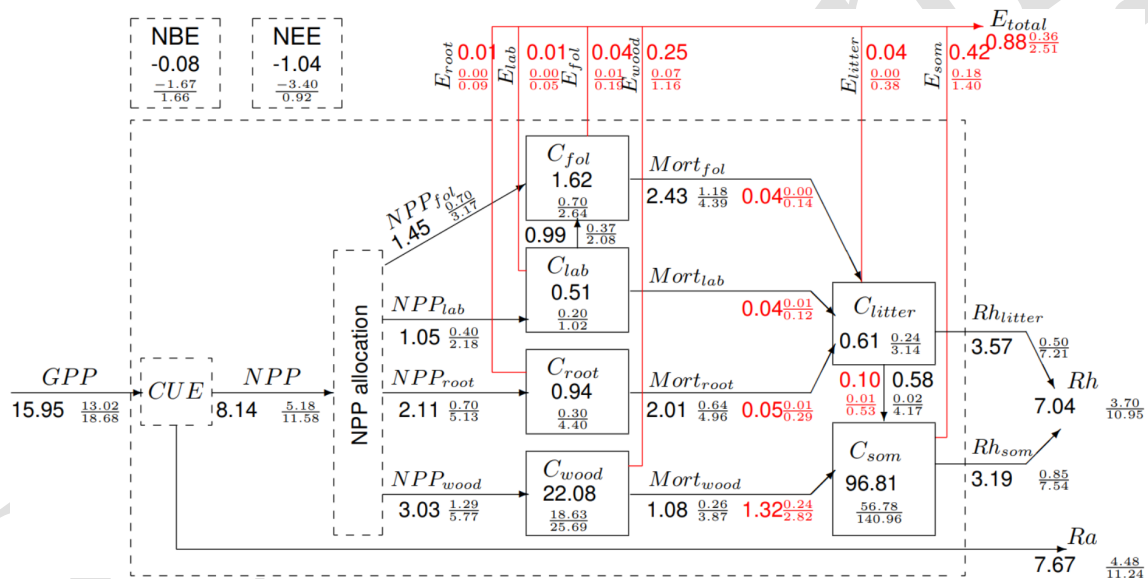 NBE
-0.08
-1.67
1.66
NEE
-1.04
-3.40
0.92
E_root
0.01
0.00
0.09
E_lab
0.01
0.00
0.05
E_fol
0.04
0.01
0.19
E_wood
0.25
0.07
1.16
E_litter
0.04
0.00
0.38
E_som
0.42
0.18
1.40
E_total
0.88 0.36
2.51
C_fol
1.62
0.70
2.64
Mort_fol
2.43 1.18
4.39
0.04 0.00
0.14
NPP_fol
1.45 0.70
3.17
0.99 0.37
2.08
C_lab
0.51
0.20
1.02
Mort_lab
0.04 0.01
0.12
NPP_lab
1.05 0.40
2.18
NPP allocation
C_litter
0.61 0.24
3.14
Rh_litter
3.57 0.50
7.21
GPP
15.95 13.02
18.68
CUE
NPP
8.14 5.18
11.58
NPP_root
2.11 0.70
5.13
C_root
0.94
0.30
4.40
Mort_root
2.01 0.64
4.96
0.05 0.01
0.29
0.10
0.01
0.53
0.58
0.02
4.17
Rh
7.04 3.70
10.95
NPP_wood
3.03 1.29
5.77
C_wood
22.08
18.63
25.69
Mort_wood
1.08 0.26
3.87
1.32 0.24
2.82
C_som
96.81
56.78
140.96
Rh_som
3.19 0.85
7.54
Ra
7.67 4.48
11.24